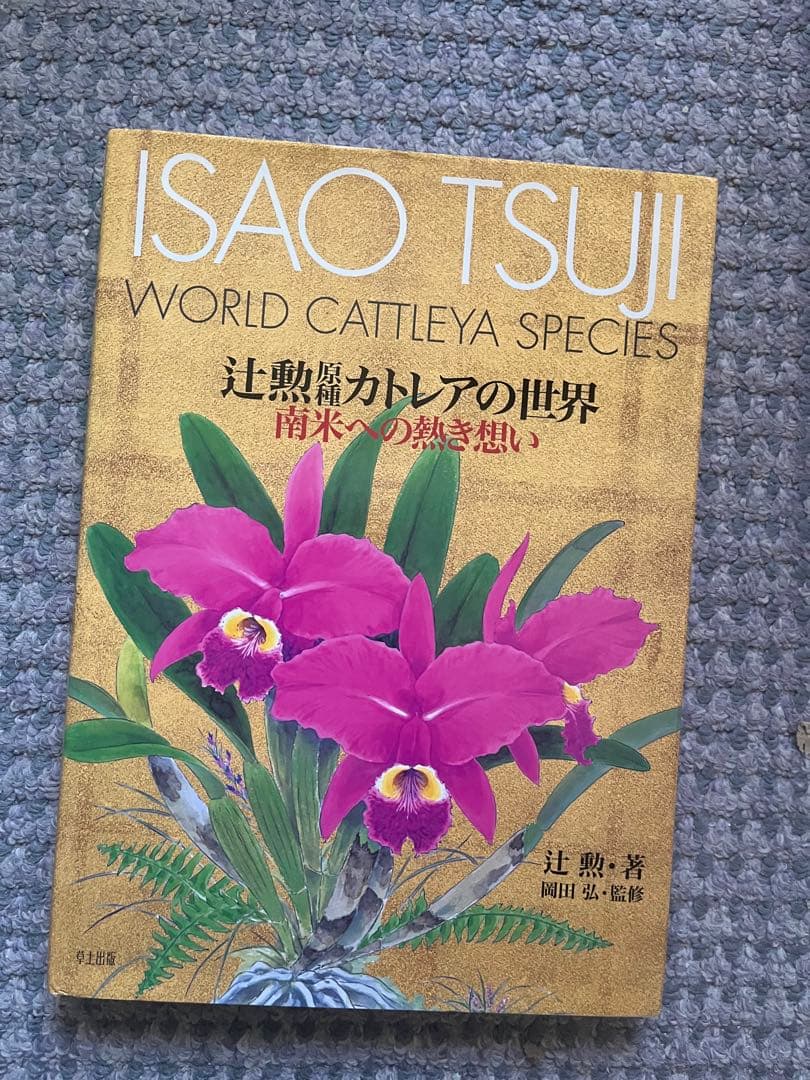 ISAO TSUJI
WORLD CATTLEYA SPECIES
辻勲原種カトレアの世界
南米への熱き想い
辻 勲・著
岡田 弘・監修
草土出版